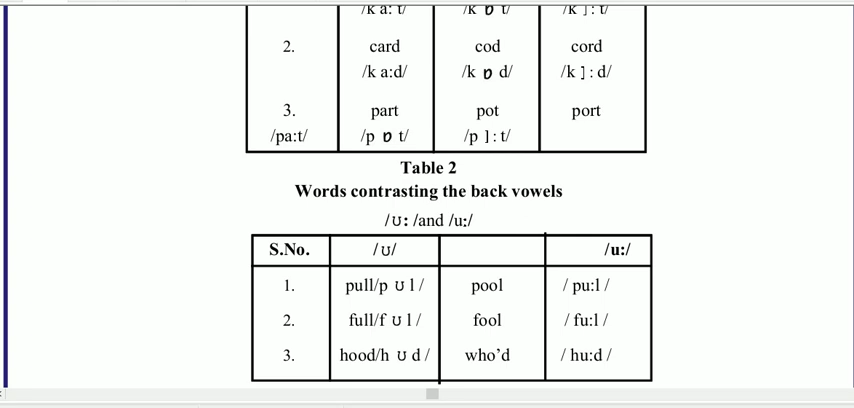 /k a: t/ /k ɒ t/ /k ]: t/
2. card cod cord
/k a:d/ /k ɒ d/ /k ]: d/
3. part pot port
/pa:t/ /p ɒ t/ /p ]: t/
Table 2
Words contrasting the back vowels
/ʊ: /and /u:/
S.No. /ʊ/ /u:/
1. pull/p ʊ l / pool / pu:l /
2. full/f ʊ l / fool / fu:l /
3. hood/h ʊ d / who’d / hu:d /